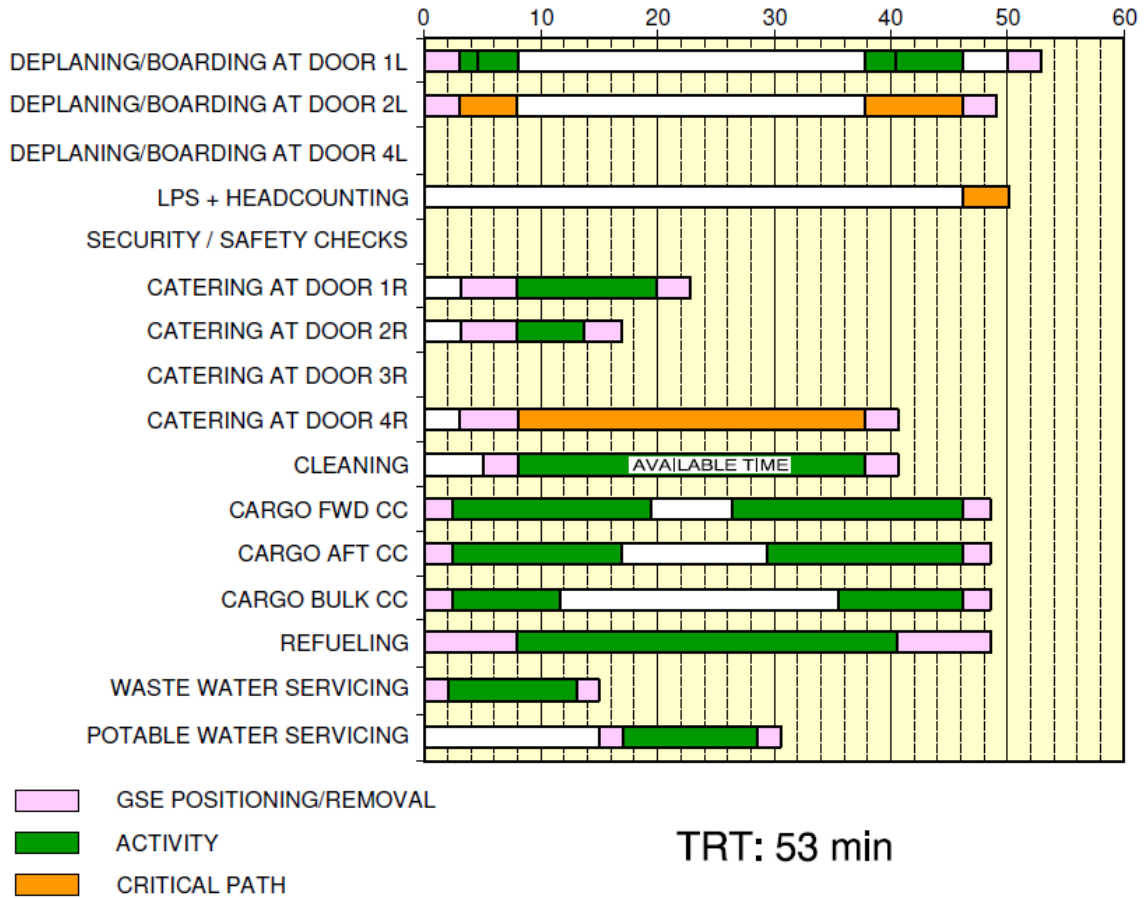 0 10 20 30 40 50 60
DEPLANING/BOARDING AT DOOR 1L
DEPLANING/BOARDING AT DOOR 2L
DEPLANING/BOARDING AT DOOR 4L
LPS + HEADCOUNTING
SECURITY / SAFETY CHECKS
CATERING AT DOOR 1R
CATERING AT DOOR 2R
CATERING AT DOOR 3R
CATERING AT DOOR 4R
CLEANING
AVAILABLE TIME
CARGO FWD CC
CARGO AFT CC
CARGO BULK CC
REFUELING
WASTE WATER SERVICING
POTABLE WATER SERVICING
GSE POSITIONING/REMOVAL
ACTIVITY
CRITICAL PATH
TRT: 53 min